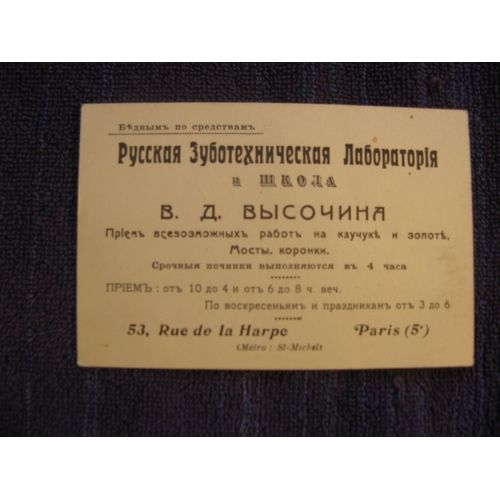 Бѣднымъ по средствамъ
Русская Зуботехническая Лабораторія
и ШКОЛА
В. Д. ВЫСОЧИНА
Пріемъ всевозможныхъ работъ на каучукѣ и золотѣ,
Мосты, коронки.
Срочныя починки выполняются въ 4 часа
ПРІЕМЪ: отъ 10 до 4 и отъ 6 до 8 ч. веч.
По воскресеньямъ и праздникамъ отъ 3 до 6
53, Rue de la Harpe Paris (5ᵉ)
(Métro : St-Michel)